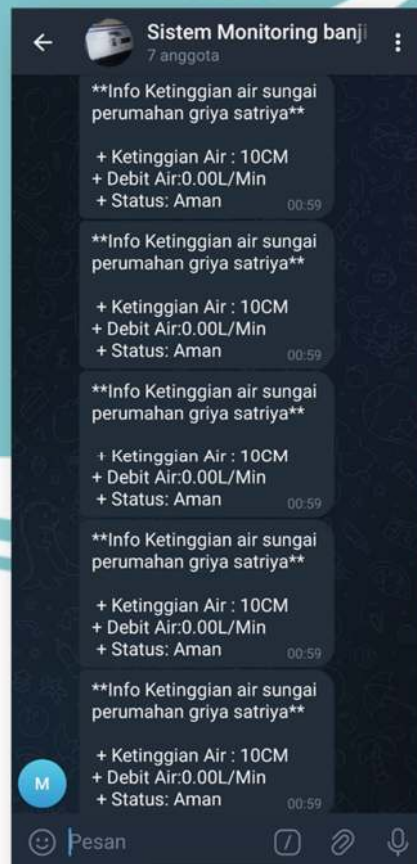 Sistem Monitoring banji
7 anggota
**Info Ketinggian air sungai
perumahan griya satriya**
+ Ketinggian Air : 10CM
+ Debit Air:0.00L/Min
+ Status: Aman
00:59
**Info Ketinggian air sungai
perumahan griya satriya**
+ Ketinggian Air : 10CM
+ Debit Air:0.00L/Min
+ Status: Aman
00:59
**Info Ketinggian air sungai
perumahan griya satriya**
+ Ketinggian Air : 10CM
+ Debit Air:0.00L/Min
+ Status: Aman
00:59
**Info Ketinggian air sungai
perumahan griya satriya**
+ Ketinggian Air : 10CM
+ Debit Air:0.00L/Min
+ Status: Aman
00:59
**Info Ketinggian air sungai
perumahan griya satriya**
+ Ketinggian Air : 10CM
+ Debit Air:0.00L/Min
+ Status: Aman
00:59
M
Pesan